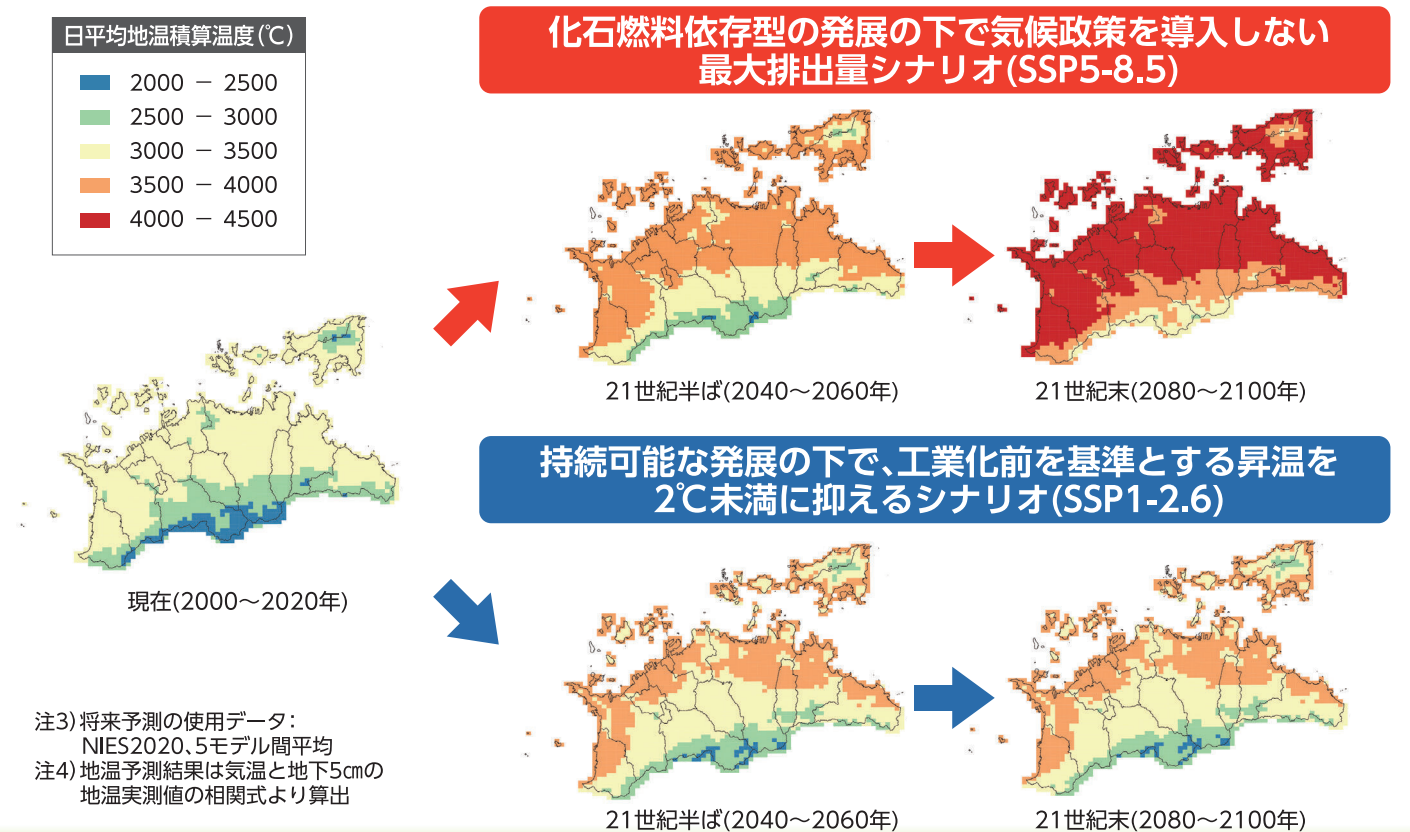 日平均地温積算温度(℃)
2000 － 2500
2500 － 3000
3000 － 3500
3500 － 4000
4000 － 4500
化石燃料依存型の発展の下で気候政策を導入しない
最大排出量シナリオ(SSP5-8.5)
21世紀半ば(2040～2060年)
21世紀末(2080～2100年)
現在(2000～2020年)
持続可能な発展の下で、工業化前を基準とする昇温を
2℃未満に抑えるシナリオ(SSP1-2.6)
21世紀半ば(2040～2060年)
21世紀末(2080～2100年)
注3)将来予測の使用データ：
NIES2020、5モデル間平均
注4)地温予測結果は気温と地下5㎝の
地温実測値の相関式より算出